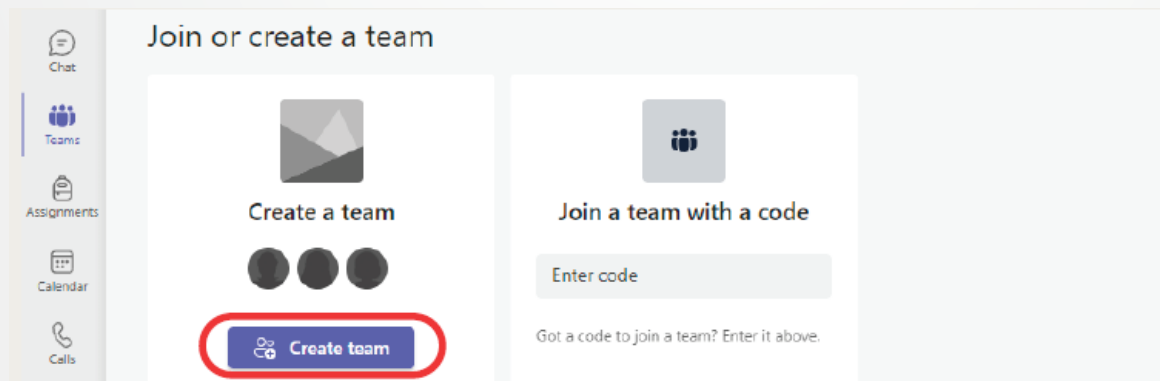 Join or create a team
Chat
Teams
Assignments
Calendar
Calls
Create a team
Create team
Join a team with a code
Enter code
Got a code to join a team? Enter it above.